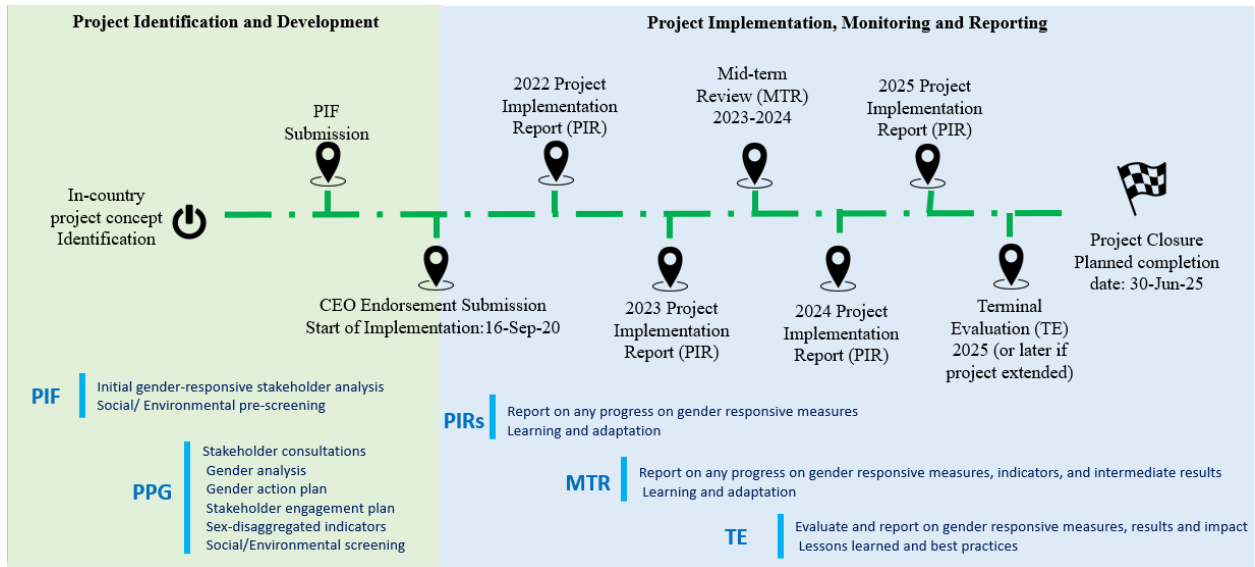 Project Identification and Development
Project Implementation, Monitoring and Reporting
In-country
project concept
Identification
PIF
Submission
CEO Endorsement Submission
Start of Implementation:16-Sep-20
2022 Project
Implementation
Report (PIR)
2023 Project
Implementation
Report (PIR)
Mid-term
Review (MTR)
2023-2024
2024 Project
Implementation
Report (PIR)
2025 Project
Implementation
Report (PIR)
Terminal
Evaluation (TE)
2025 (or later if
project extended)
Project Closure
Planned completion
date: 30-Jun-25
PIF
Initial gender-responsive stakeholder analysis
Social/ Environmental pre-screening
PPG
Stakeholder consultations
Gender analysis
Gender action plan
Stakeholder engagement plan
Sex-disaggregated indicators
Social/Environmental screening
PIRs
Report on any progress on gender responsive measures
Learning and adaptation
MTR
Report on any progress on gender responsive measures, indicators, and intermediate results
Learning and adaptation
TE
Evaluate and report on gender responsive measures, results and impact
Lessons learned and best practices